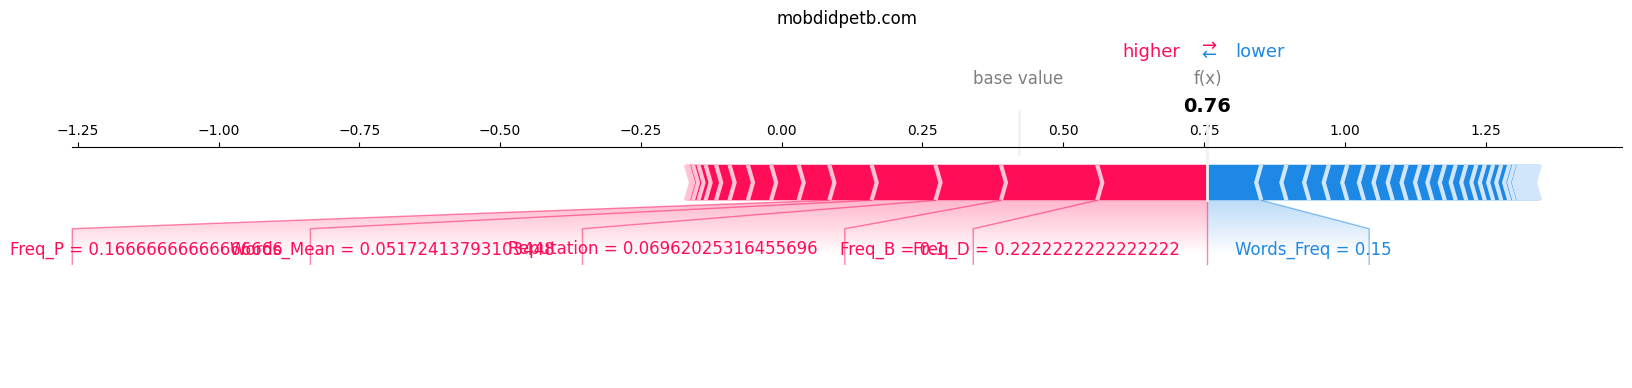 mobdidpetb.com
higher → ← lower
base value f(x)
0.76
−1.25 −1.00 −0.75 −0.50 −0.25 0.00 0.25 0.50 0.75 1.00 1.25
Freq_P = 0.16666666666666666 Words_Mean = 0.05172413793103448 Reputation = 0.06962025316455696 Freq_B = 0.1 Freq_D = 0.2222222222222222 Words_Freq = 0.15